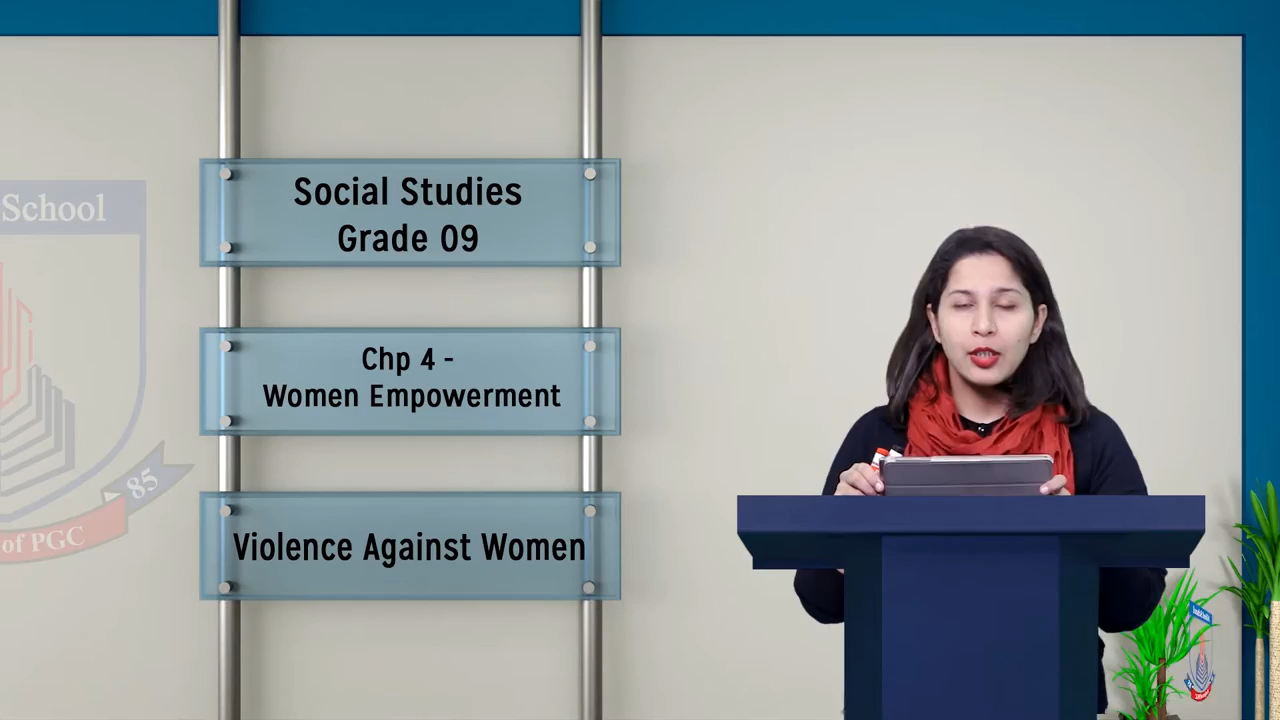 Social Studies
Grade 09
Chp 4 -
Women Empowerment
Violence Against Women
School
85
of PGC